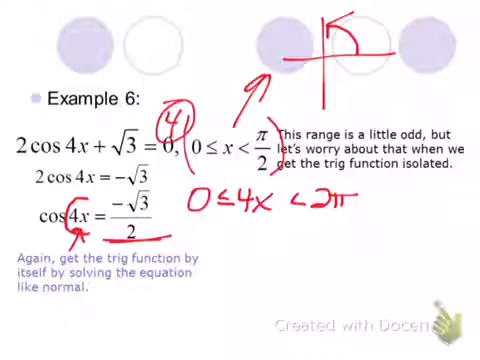 Example 6:
4
2 cos 4x + √3 = 0, (0 ≤ x < π/2)
This range is a little odd, but
let's worry about that when we
get the trig function isolated.
2 cos 4x = −√3
cos 4x = −√3/2
0 ≤ 4x < 2π
Again, get the trig function by
itself by solving the equation
like normal.
Created with Doceri